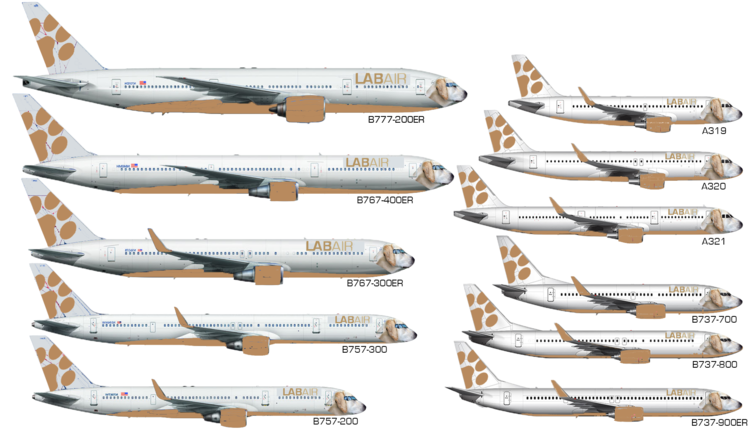 LABAIR
B777-200ER
LABAIR
B767-400ER
LABAIR
B767-300ER
LABAIR
B757-300
LABAIR
B757-200
LABAIR
A319
LABAIR
A320
LABAIR
A321
LABAIR
B737-700
LABAIR
B737-800
LABAIR
B737-900ER